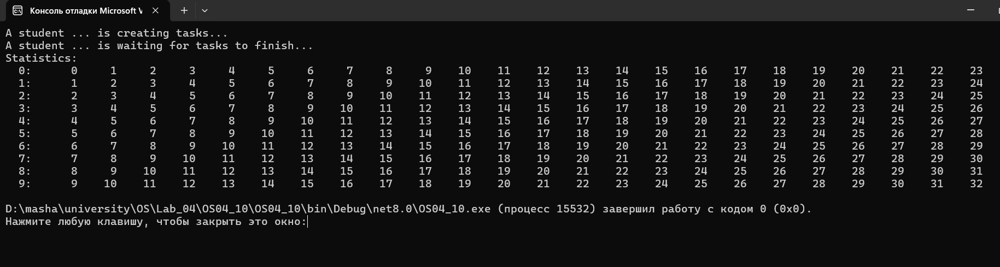 Консоль отладки Microsoft V
A student ... is creating tasks...
A student ... is waiting for tasks to finish...
Statistics:
0: 0 1 2 3 4 5 6 7 8 9 10 11 12 13 14 15 16 17 18 19 20 21 22 23
1: 1 2 3 4 5 6 7 8 9 10 11 12 13 14 15 16 17 18 19 20 21 22 23 24
2: 2 3 4 5 6 7 8 9 10 11 12 13 14 15 16 17 18 19 20 21 22 23 24 25
3: 3 4 5 6 7 8 9 10 11 12 13 14 15 16 17 18 19 20 21 22 23 24 25 26
4: 4 5 6 7 8 9 10 11 12 13 14 15 16 17 18 19 20 21 22 23 24 25 26 27
5: 5 6 7 8 9 10 11 12 13 14 15 16 17 18 19 20 21 22 23 24 25 26 27 28
6: 6 7 8 9 10 11 12 13 14 15 16 17 18 19 20 21 22 23 24 25 26 27 28 29
7: 7 8 9 10 11 12 13 14 15 16 17 18 19 20 21 22 23 24 25 26 27 28 29 30
8: 8 9 10 11 12 13 14 15 16 17 18 19 20 21 22 23 24 25 26 27 28 29 30 31
9: 9 10 11 12 13 14 15 16 17 18 19 20 21 22 23 24 25 26 27 28 29 30 31 32
D:\masha\university\OS\Lab_04\OS04_10\OS04_10\bin\Debug\net8.0\OS04_10.exe (процесс 15532) завершил работу с кодом 0 (0x0).
Нажмите любую клавишу, чтобы закрыть это окно: